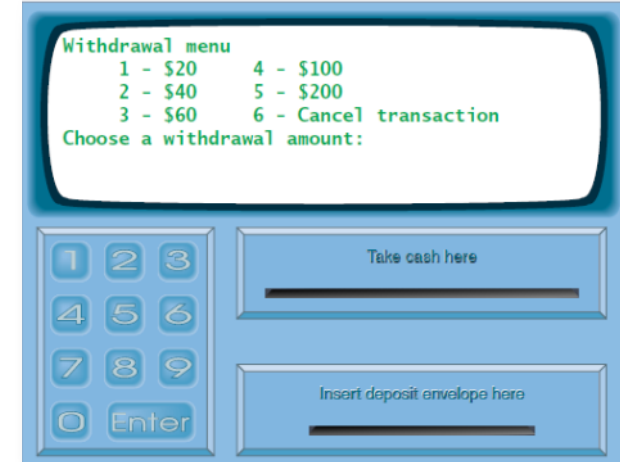 Withdrawal menu
1 - $20 4 - $100
2 - $40 5 - $200
3 - $60 6 - Cancel transaction
Choose a withdrawal amount:
1 2 3
4 5 6
7 8 9
0 Enter
Take cash here
Insert deposit envelope here